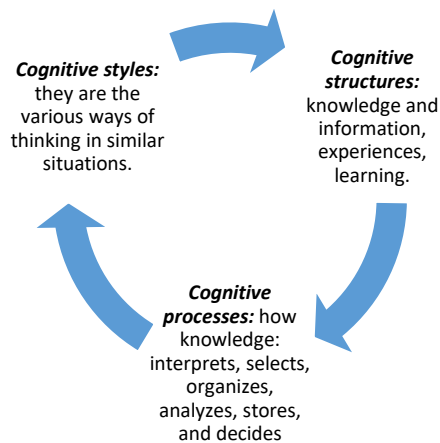 Cognitive styles:
they are the
various ways of
thinking in similar
situations.
Cognitive
structures:
knowledge and
information,
experiences,
learning.
Cognitive
processes: how
knowledge:
interprets, selects,
organizes,
analyzes, stores,
and decides